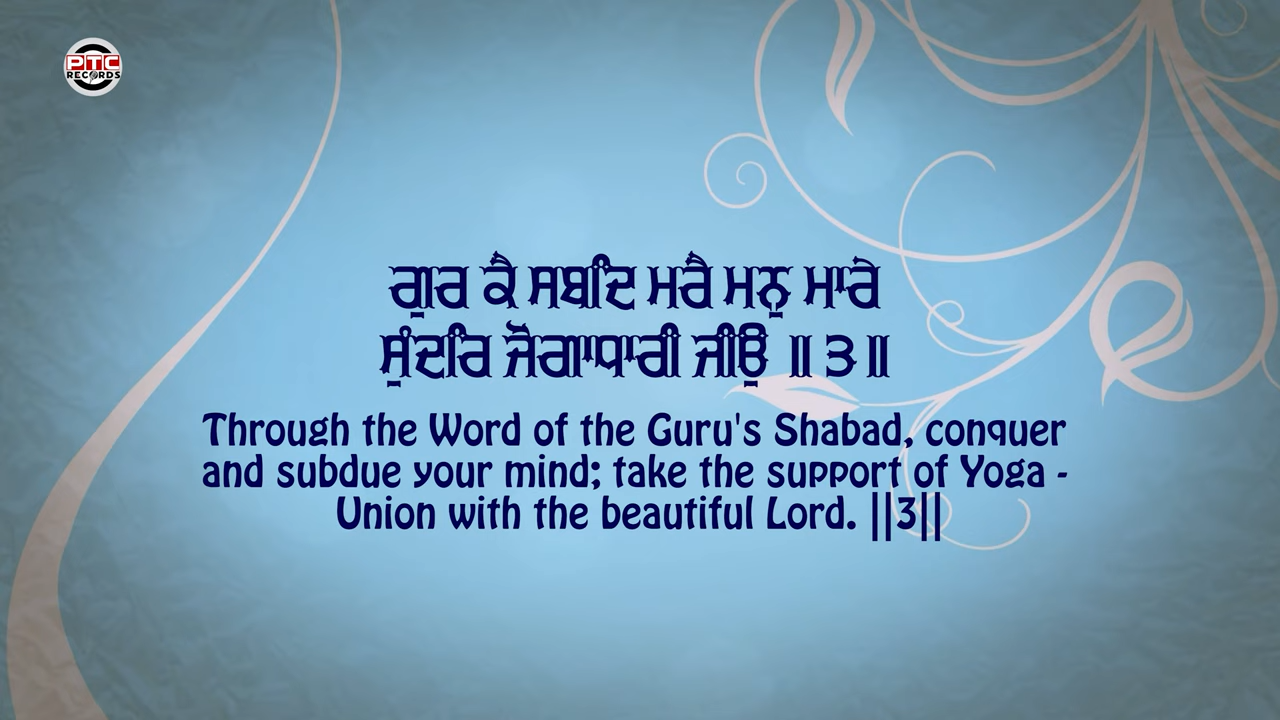 PTC
RECORDS
ਗੁਰ ਕੈ ਸਬਦਿ ਮਰੈ ਮਨੁ ਮਾਰੇ
ਸੁੰਦਰਿ ਜੋਗਾਧਾਰੀ ਜੀਉ ॥੩॥
Through the Word of the Guru's Shabad, conquer
and subdue your mind; take the support of Yoga -
Union with the beautiful Lord. ||3||